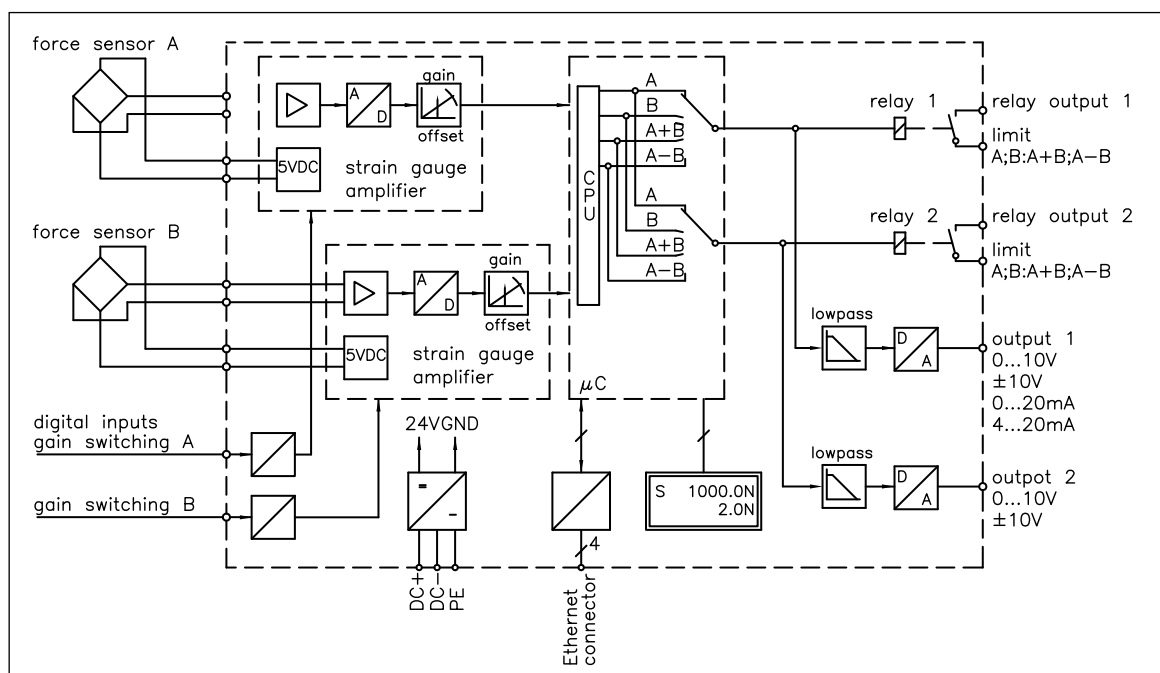 force sensor A
gain
A
D
offset
5VDC
strain gauge
amplifier
force sensor B
gain
A
D
offset
5VDC
strain gauge
amplifier
CPU
A
B
A+B
A−B
A
B
A+B
A−B
μC
relay 1
relay output 1
limit
A;B:A+B;A−B
relay 2
relay output 2
limit
A;B:A+B;A−B
lowpass
D
A
output 1
0...10V
±10V
0...20mA
4...20mA
lowpass
D
A
outpot 2
0...10V
±10V
digital inputs
gain switching A
gain switching B
24VGND
=
−
DC+
DC−
PE
4
Ethernet
connector
S 1000.0N
2.0N